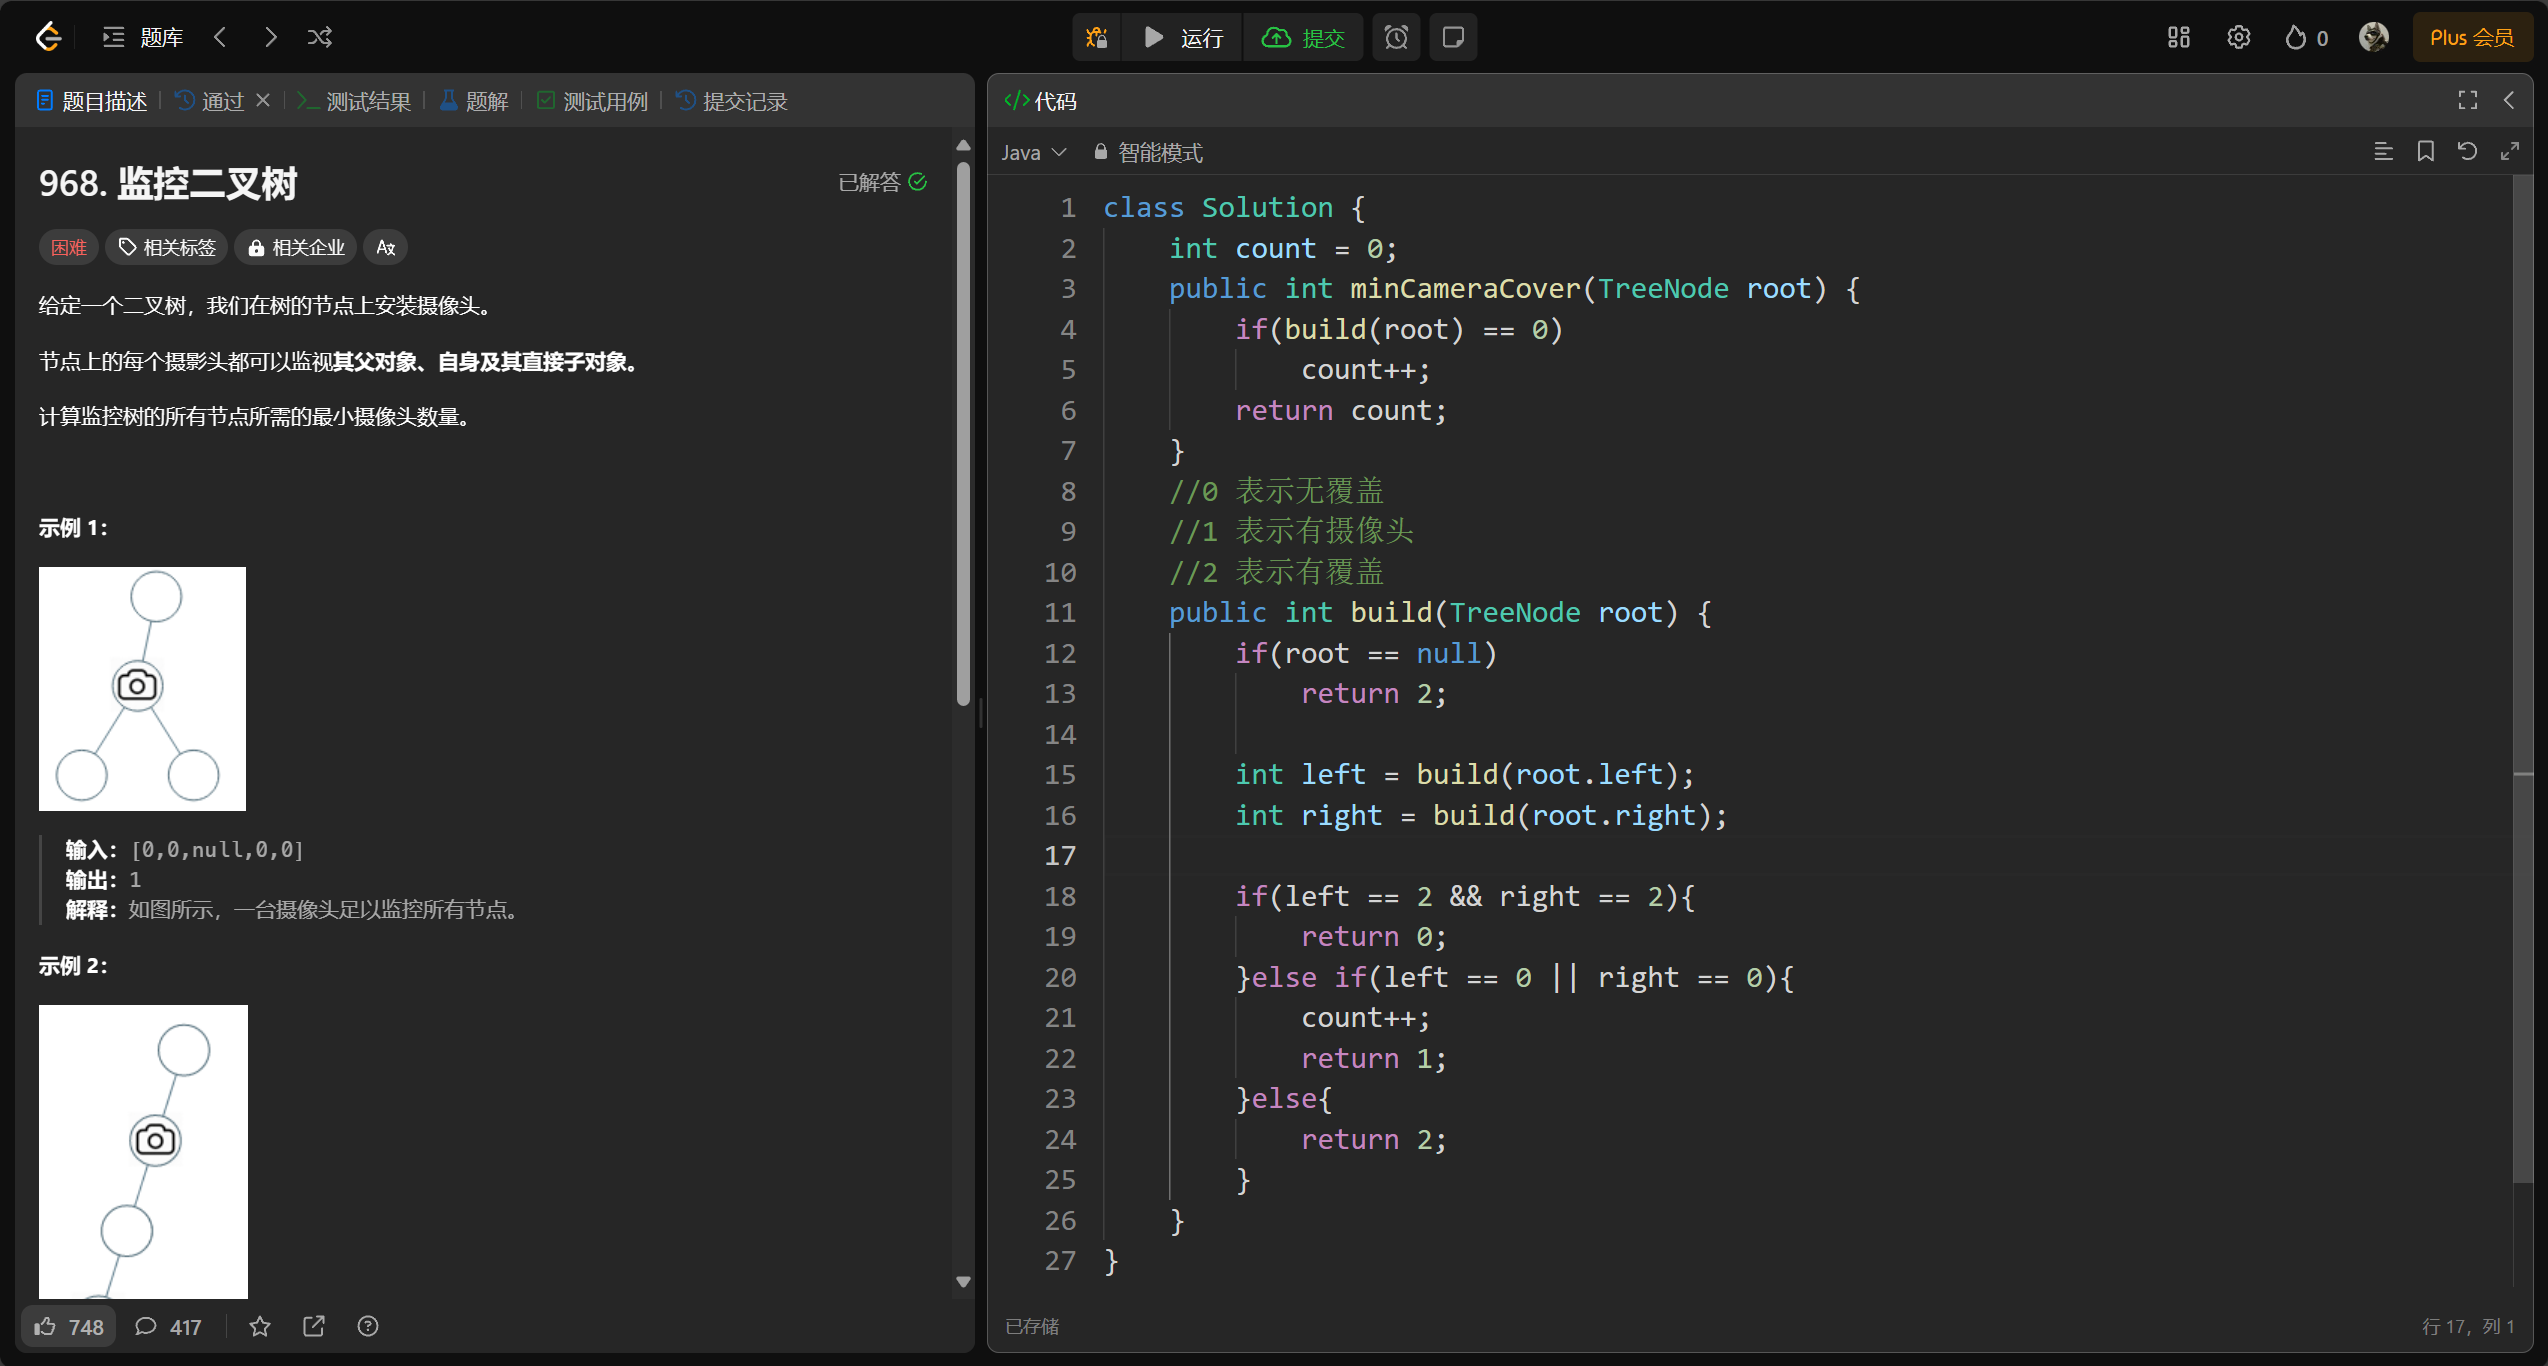 题库
运行
提交
0
Plus 会员
题目描述
通过
测试结果
题解
测试用例
提交记录
968. 监控二叉树
已解答
困难
相关标签
相关企业
给定一个二叉树，我们在树的节点上安装摄像头。
节点上的每个摄影头都可以监视其父对象、自身及其直接子对象。
计算监控树的所有节点所需的最小摄像头数量。
示例 1：
输入：[0,0,null,0,0]
输出：1
解释：如图所示，一台摄像头足以监控所有节点。
示例 2：
748
417
</>代码
Java
智能模式
1 class Solution {
2     int count = 0;
3     public int minCameraCover(TreeNode root) {
4         if(build(root) == 0)
5             count++;
6         return count;
7     }
8     //0 表示无覆盖
9     //1 表示有摄像头
10     //2 表示有覆盖
11     public int build(TreeNode root) {
12         if(root == null)
13             return 2;
14
15         int left = build(root.left);
16         int right = build(root.right);
17
18         if(left == 2 && right == 2){
19             return 0;
20         }else if(left == 0 || right == 0){
21             count++;
22             return 1;
23         }else{
24             return 2;
25         }
26     }
27 }
已存储
行 17，列 1